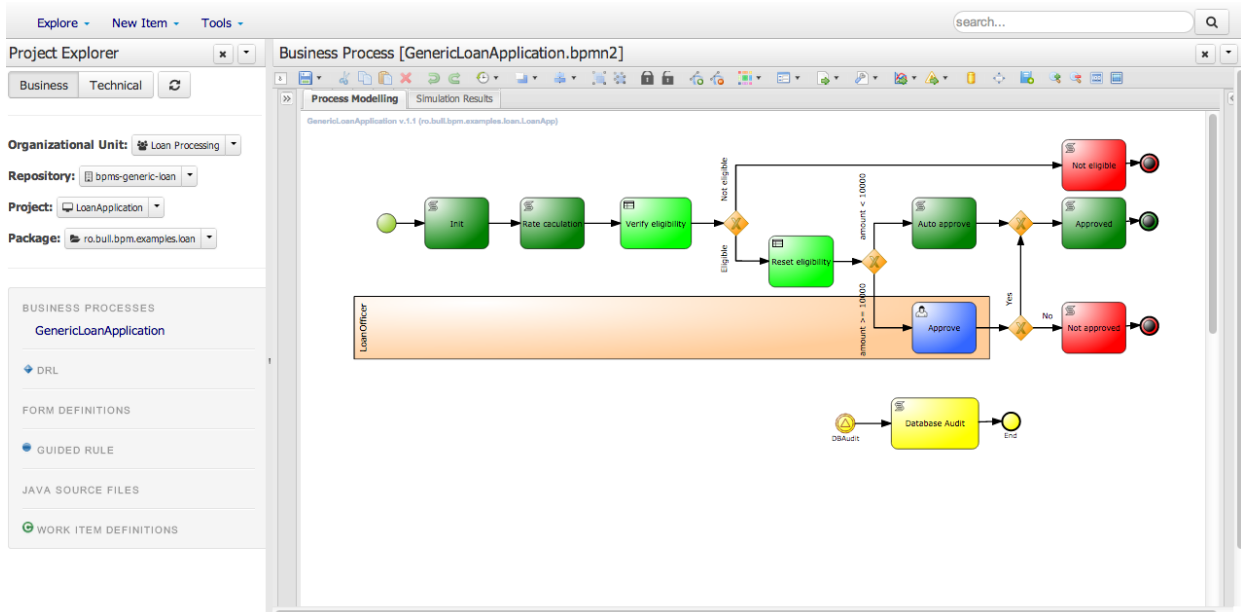 Explore New Item Tools search...
Project Explorer
Business Process [GenericLoanApplication.bpmn2]
Business Technical
Process Modelling Simulation Results
GenericLoanApplication v.1.1 (ro.bull.bpm.examples.loan.LoanApp)
Organizational Unit: Loan Processing
Repository: bpms-generic-loan
Project: LoanApplication
Package: ro.bull.bpm.examples.loan
BUSINESS PROCESSES
GenericLoanApplication
DRL
FORM DEFINITIONS
GUIDED RULE
JAVA SOURCE FILES
WORK ITEM DEFINITIONS
Not eligible
Not eligible
amount < 10000
Init
Rate caculation
Verify eligibility
Auto approve
Approved
Eligible
Reset eligibility
amount >= 10000
LoanOfficer
Approve
Yes
No
Not approved
DBAudit
Database Audit
End